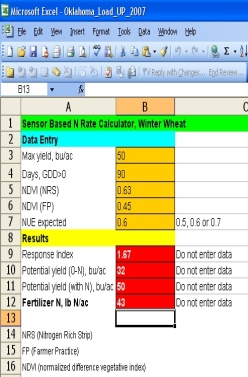 Microsoft Excel - Oklahoma_Load_UP_2007
File Edit View Insert Format Tools Data Window Help
Reply with Changes... End Review...
B13 fx
A B C
1 Sensor Based N Rate Calculator, Winter Wheat
2 Data Entry
3 Max yield, bu/ac 50
4 Days, GDD>0 90
5 NDVI (NRS) 0.63
6 NDVI (FP) 0.45
7 NUE expected 0.6 0.5, 0.6 or 0.7
8 Results
9 Response Index 1.67 Do not enter data
10 Potential yield (0-N), bu/ac 32 Do not enter data
11 Potential yield (with N), bu/ac 50 Do not enter data
12 Fertilizer N, lb N/ac 43 Do not enter data
13
14 NRS (Nitrogen Rich Strip)
15 FP (Farmer Practice)
16 NDVI (normalized difference vegetative index)